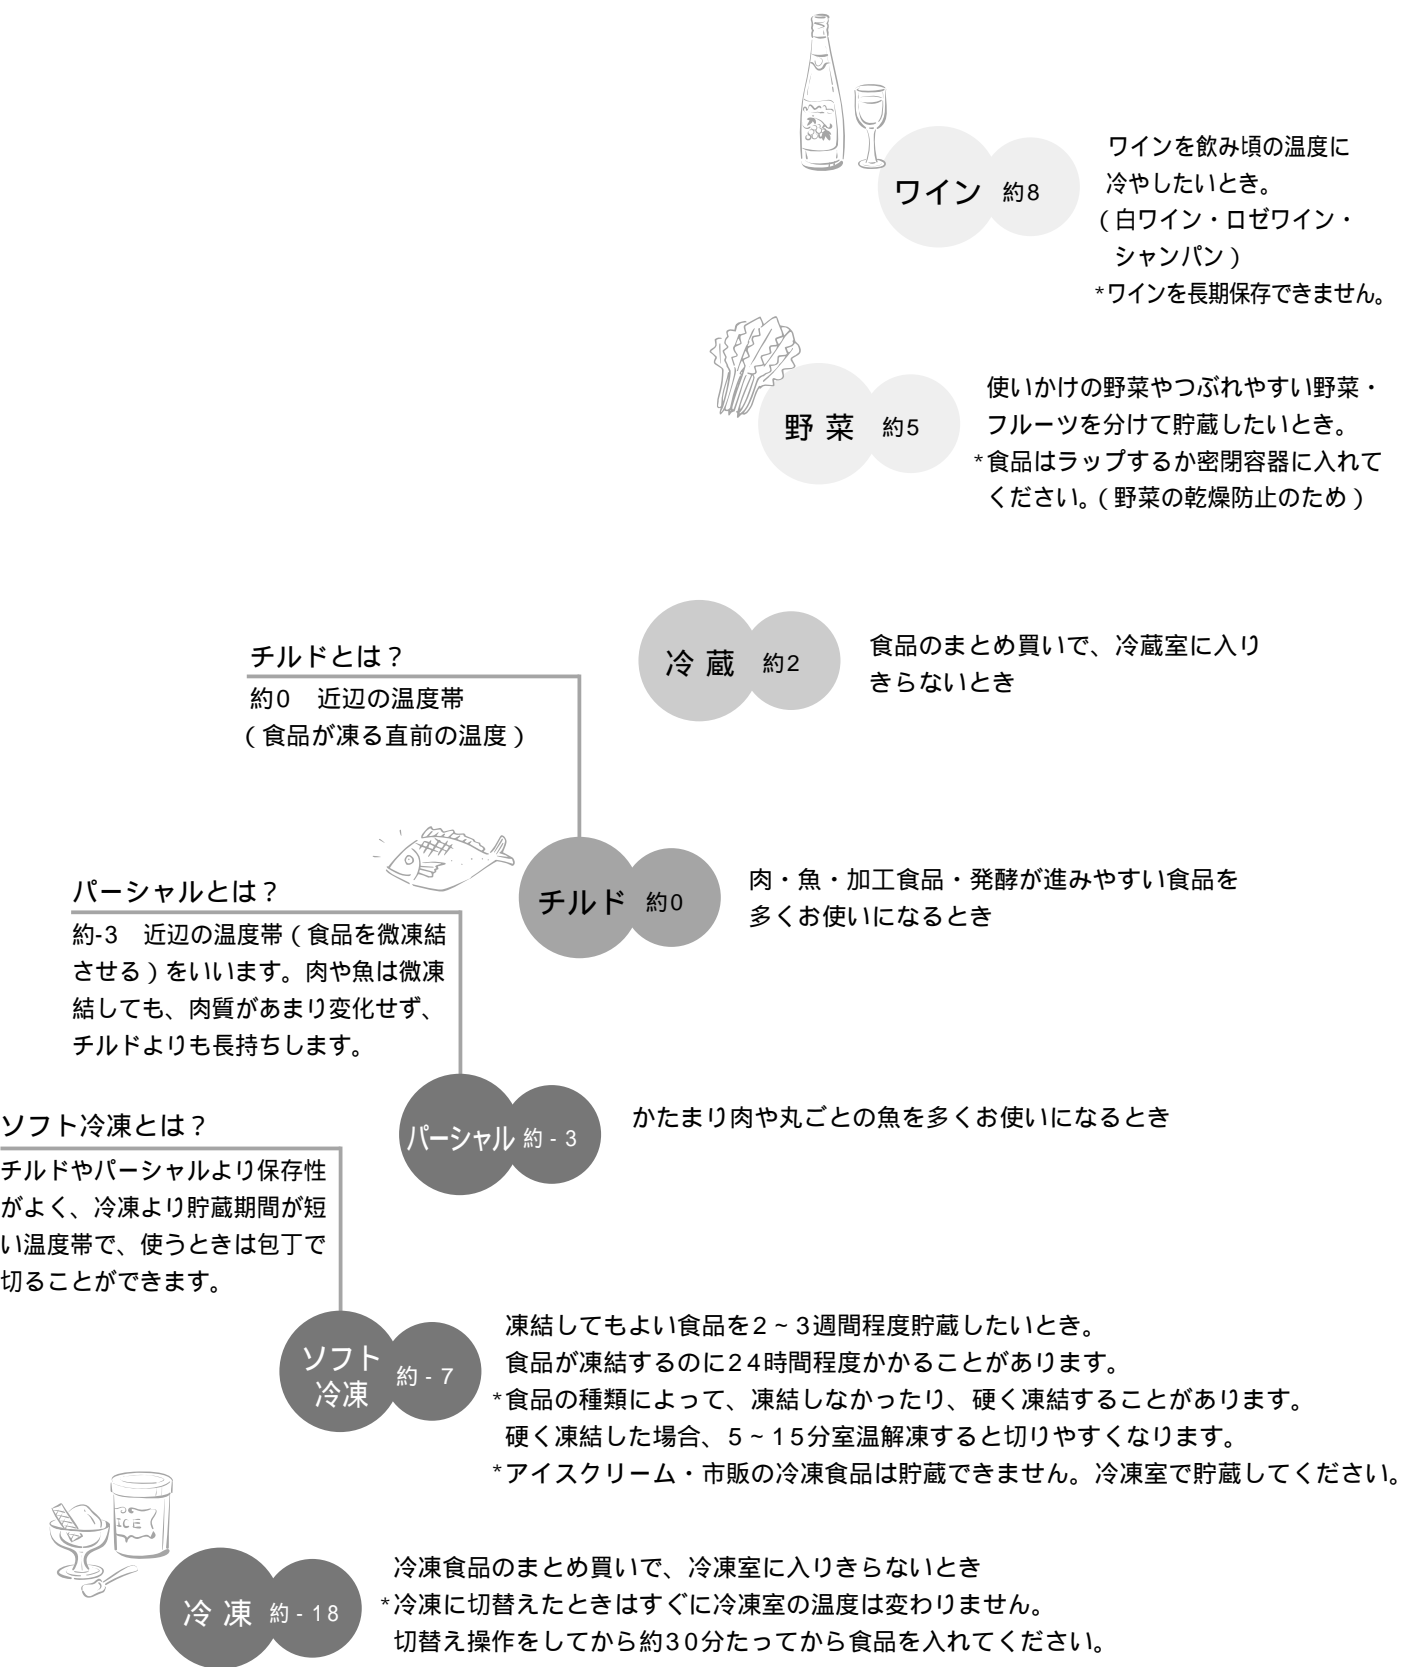 ワイン 約8
ワインを飲み頃の温度に
冷やしたいとき。
(白ワイン・ロゼワイン・
シャンパン)
*ワインを長期保存できません。
野菜 約5
使いかけの野菜やつぶれやすい野菜・
フルーツを分けて貯蔵したいとき。
*食品はラップするか密閉容器に入れて
ください。(野菜の乾燥防止のため)
冷蔵 約2
食品のまとめ買いで、冷蔵室に入り
きらないとき
チルドとは?
約0 近辺の温度帯
(食品が凍る直前の温度)
チルド 約0
肉・魚・加工食品・発酵が進みやすい食品を
多くお使いになるとき
パーシャルとは?
約-3 近辺の温度帯(食品を微凍結
させる)をいいます。肉や魚は微凍
結しても、肉質があまり変化せず、
チルドよりも長持ちします。
パーシャル 約-3
かたまり肉や丸ごとの魚を多くお使いになるとき
ソフト冷凍とは?
チルドやパーシャルより保存性
がよく、冷凍より貯蔵期間が短
い温度帯で、使うときは包丁で
切ることができます。
ソフト
冷凍
約-7
凍結してもよい食品を2~3週間程度貯蔵したいとき。
食品が凍結するのに24時間程度かかることがあります。
*食品の種類によって、凍結しなかったり、硬く凍結することがあります。
硬く凍結した場合、5~15分室温解凍すると切りやすくなります。
*アイスクリーム・市販の冷凍食品は貯蔵できません。冷凍室で貯蔵してください。
ICE
冷凍 約-18
冷凍食品のまとめ買いで、冷凍室に入りきらないとき
*冷凍に切替えたときはすぐに冷凍室の温度は変わりません。
切替え操作をしてから約30分たってから食品を入れてください。